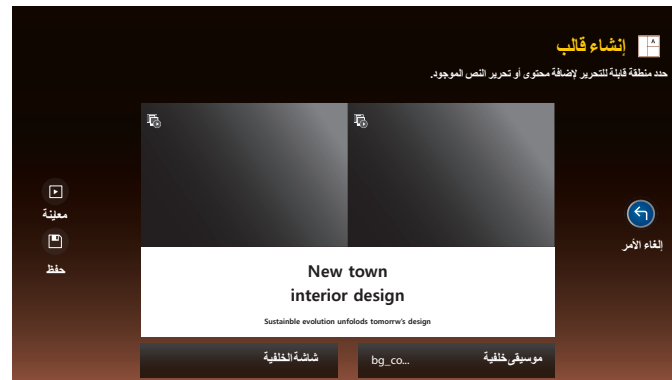 إنشاء قالب
حدد منطقة قابلة للتحرير لإضافة محتوى أو تحرير النص الموجود.
إلغاء الأمر
معاينة
حفظ
New town
interior design
Sustainble evolution unfolods tomorrw's design
موسيقى خلفية bg_co...
شاشة الخلفية